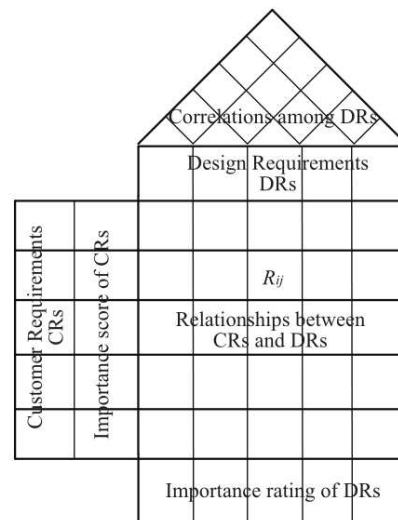 Correlations among DRs
Design Requirements
DRs
Customer Requirements
CRs
Importance score of CRs
Rij
Relationships between
CRs and DRs
Importance rating of DRs